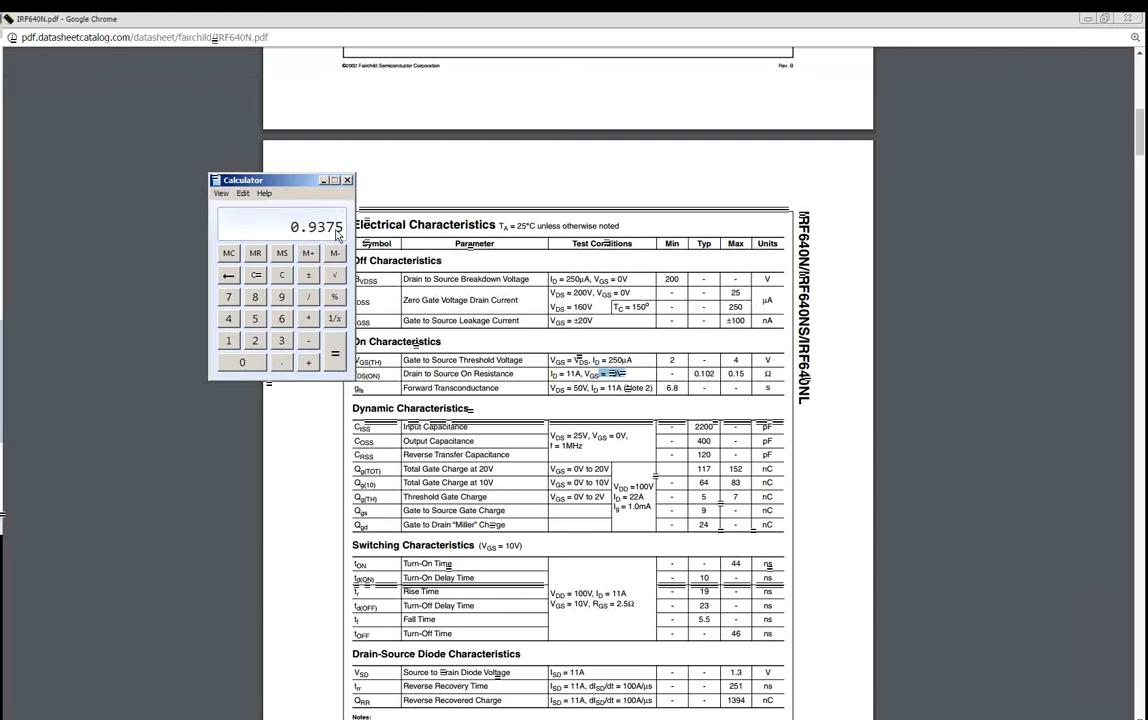 IRF640N.pdf - Google Chrome
pdf.datasheetcatalog.com/datasheet/fairchild/IRF640N.pdf
©2002 Fairchild Semiconductor Corporation Rev. B
Calculator
View Edit Help
0.9375
MC MR MS M+ M-
← CE C ± √
7 8 9 / %
4 5 6 * 1/x
1 2 3 - =
0 . +
IRF640N/IRF640NS/IRF640NL
Electrical Characteristics TA = 25°C unless otherwise noted
Symbol Parameter Test Conditions Min Typ Max Units
Off Characteristics
BVDSS Drain to Source Breakdown Voltage ID = 250µA, VGS = 0V 200 - - V
IDSS Zero Gate Voltage Drain Current VDS = 200V, VGS = 0V - - 25 µA
VDS = 160V TC = 150° - - 250
IGSS Gate to Source Leakage Current VGS = ±20V - - ±100 nA
On Characteristics
VGS(TH) Gate to Source Threshold Voltage VGS = VDS, ID = 250µA 2 - 4 V
rDS(ON) Drain to Source On Resistance ID = 11A, VGS = - 0.102 0.15 Ω
gfs Forward Transconductance VDS = 50V, ID = 11A (Note 2) 6.8 - - s
Dynamic Characteristics
CISS Input Capacitance VDS = 25V, VGS = 0V, f = 1MHz - 2200 - pF
COSS Output Capacitance - 400 - pF
CRSS Reverse Transfer Capacitance - 120 - pF
Qg(TOT) Total Gate Charge at 20V VGS = 0V to 20V VDD =100V ID = 22A Ig = 1.0mA - 117 152 nC
Qg(10) Total Gate Charge at 10V VGS = 0V to 10V - 64 83 nC
Qg(TH) Threshold Gate Charge VGS = 0V to 2V - 5 7 nC
Qgs Gate to Source Gate Charge - 9 - nC
Qgd Gate to Drain "Miller" Charge - 24 - nC
Switching Characteristics (VGS = 10V)
tON Turn-On Time VDD = 100V, ID = 11A VGS = 10V, RGS = 2.5Ω - - 44 ns
td(ON) Turn-On Delay Time - 10 - ns
tr Rise Time - 19 - ns
td(OFF) Turn-Off Delay Time - 23 - ns
tf Fall Time - 5.5 - ns
tOFF Turn-Off Time - - 46 ns
Drain-Source Diode Characteristics
VSD Source to Drain Diode Voltage ISD = 11A - - 1.3 V
trr Reverse Recovery Time ISD = 11A, dISD/dt = 100A/µs - - 251 ns
QRR Reverse Recovered Charge ISD = 11A, dISD/dt = 100A/µs - - 1394 nC
Notes: